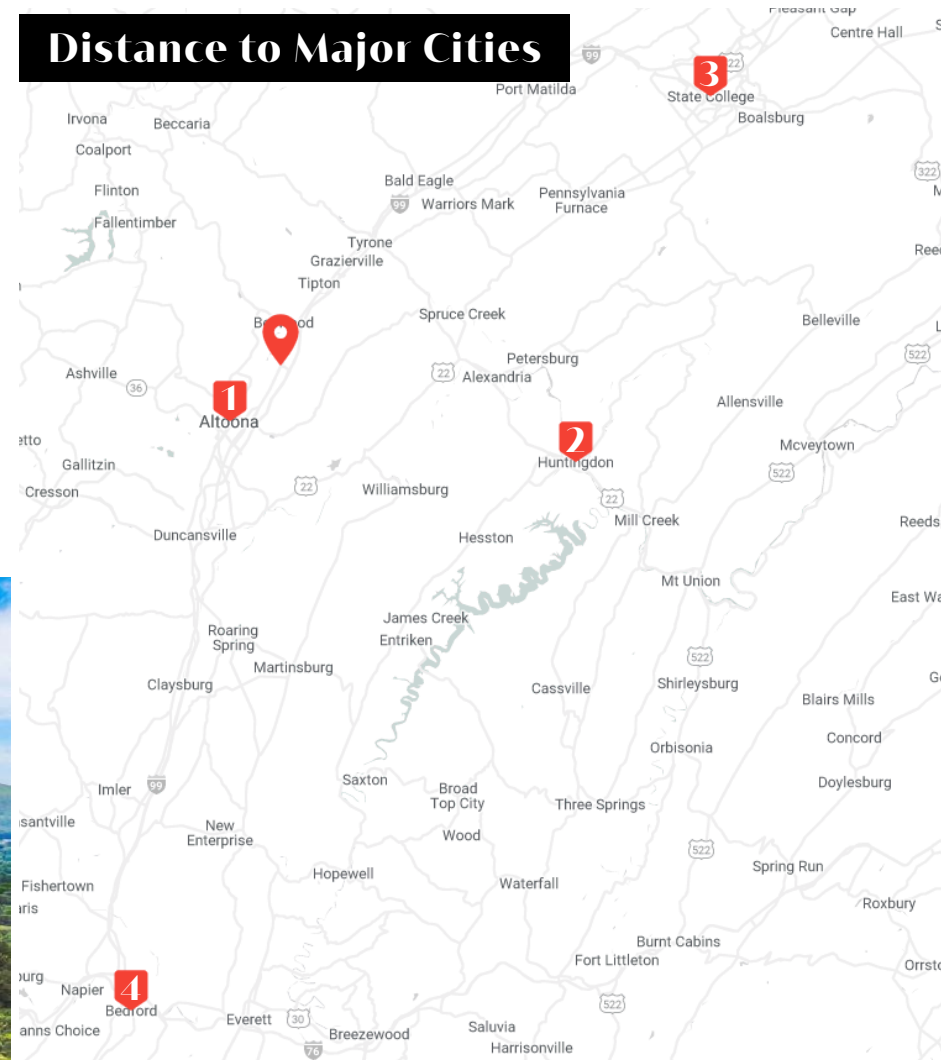 Distance to Major Cities
Pleasant Gap
Centre Hall
99
3
22
Port Matilda
State College
Boalsburg
Irvona
Beccaria
Coalport
322
Bald Eagle
Flinton
Pennsylvania
Furnace
99
Warriors Mark
Fallentimber
Tyrone
Grazierville
Tipton
Spruce Creek
Belleville
522
Petersburg
22
Alexandria
Ashville
36
1
Altoona
Allensville
2
Huntingdon
Mcveytown
522
Gallitzin
Cresson
22
Williamsburg
22
Mill Creek
Duncansville
Hesston
Mt Union
James Creek
Entriken
Roaring
Spring
Martinsburg
522
Claysburg
Cassville
Shirleysburg
Blairs Mills
Concord
Orbisonia
Imler
99
Saxton
Broad
Top City
Doylesburg
Three Springs
New
Enterprise
Wood
522
Spring Run
Hopewell
Fishertown
Waterfall
Roxbury
Burnt Cabins
Fort Littleton
4
Napier
Bedford
522
Everett
30
Breezewood
Saluvia
Harrisonville
76